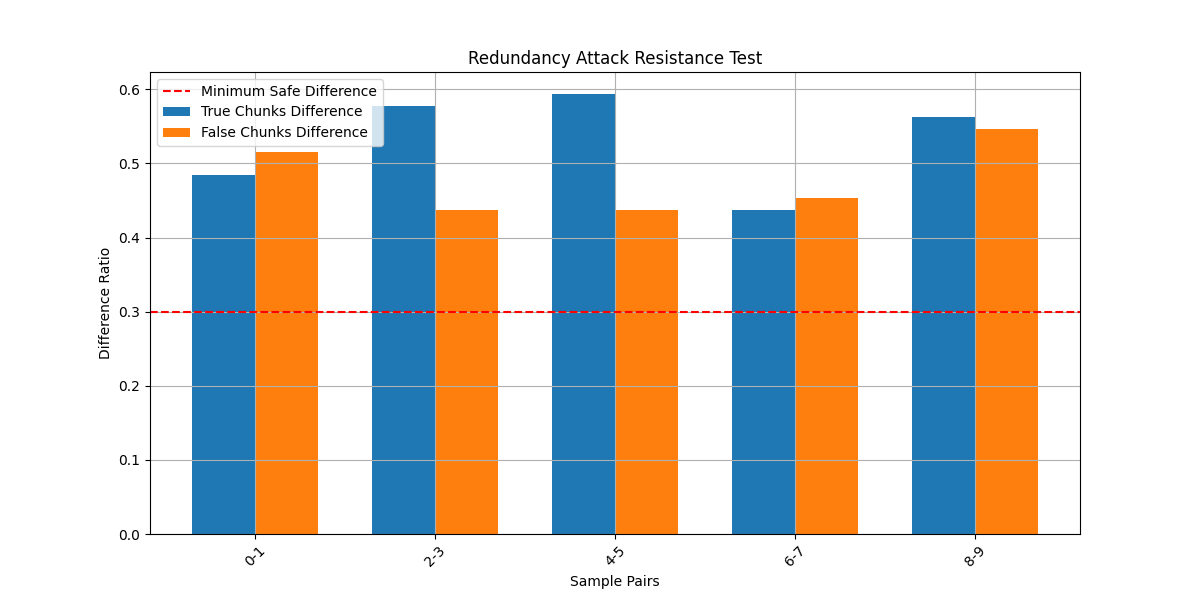 Redundancy Attack Resistance Test
Minimum Safe Difference
True Chunks Difference
False Chunks Difference
Difference Ratio
0.6
0.5
0.4
0.3
0.2
0.1
0.0
0-1
2-3
4-5
6-7
8-9
Sample Pairs